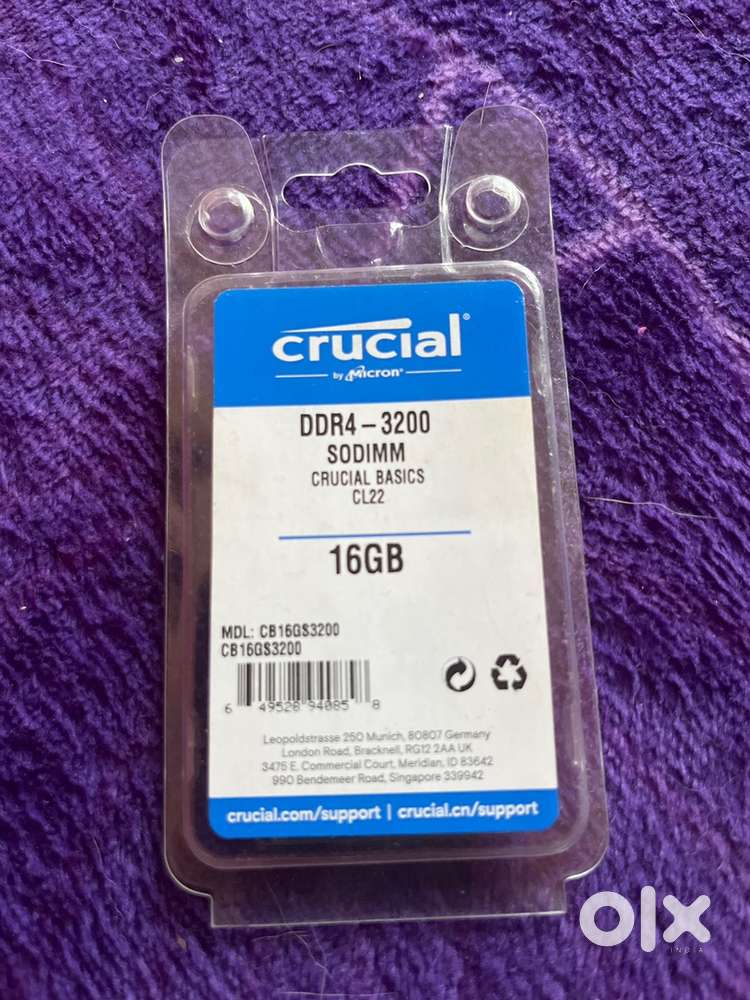 crucial®
by Micron®
DDR4-3200
SODIMM
CRUCIAL BASICS
CL22
16GB
MDL: CB16GS3200
CB16GS3200
6 49528 94085 8
Leopoldstrasse 250 Munich, 80807 Germany
London Road, Bracknell, RG12 2AA UK
3475 E. Commercial Court, Meridian, ID 83642
990 Bendemeer Road, Singapore 339942
crucial.com/support | crucial.cn/support
olx
INDIA